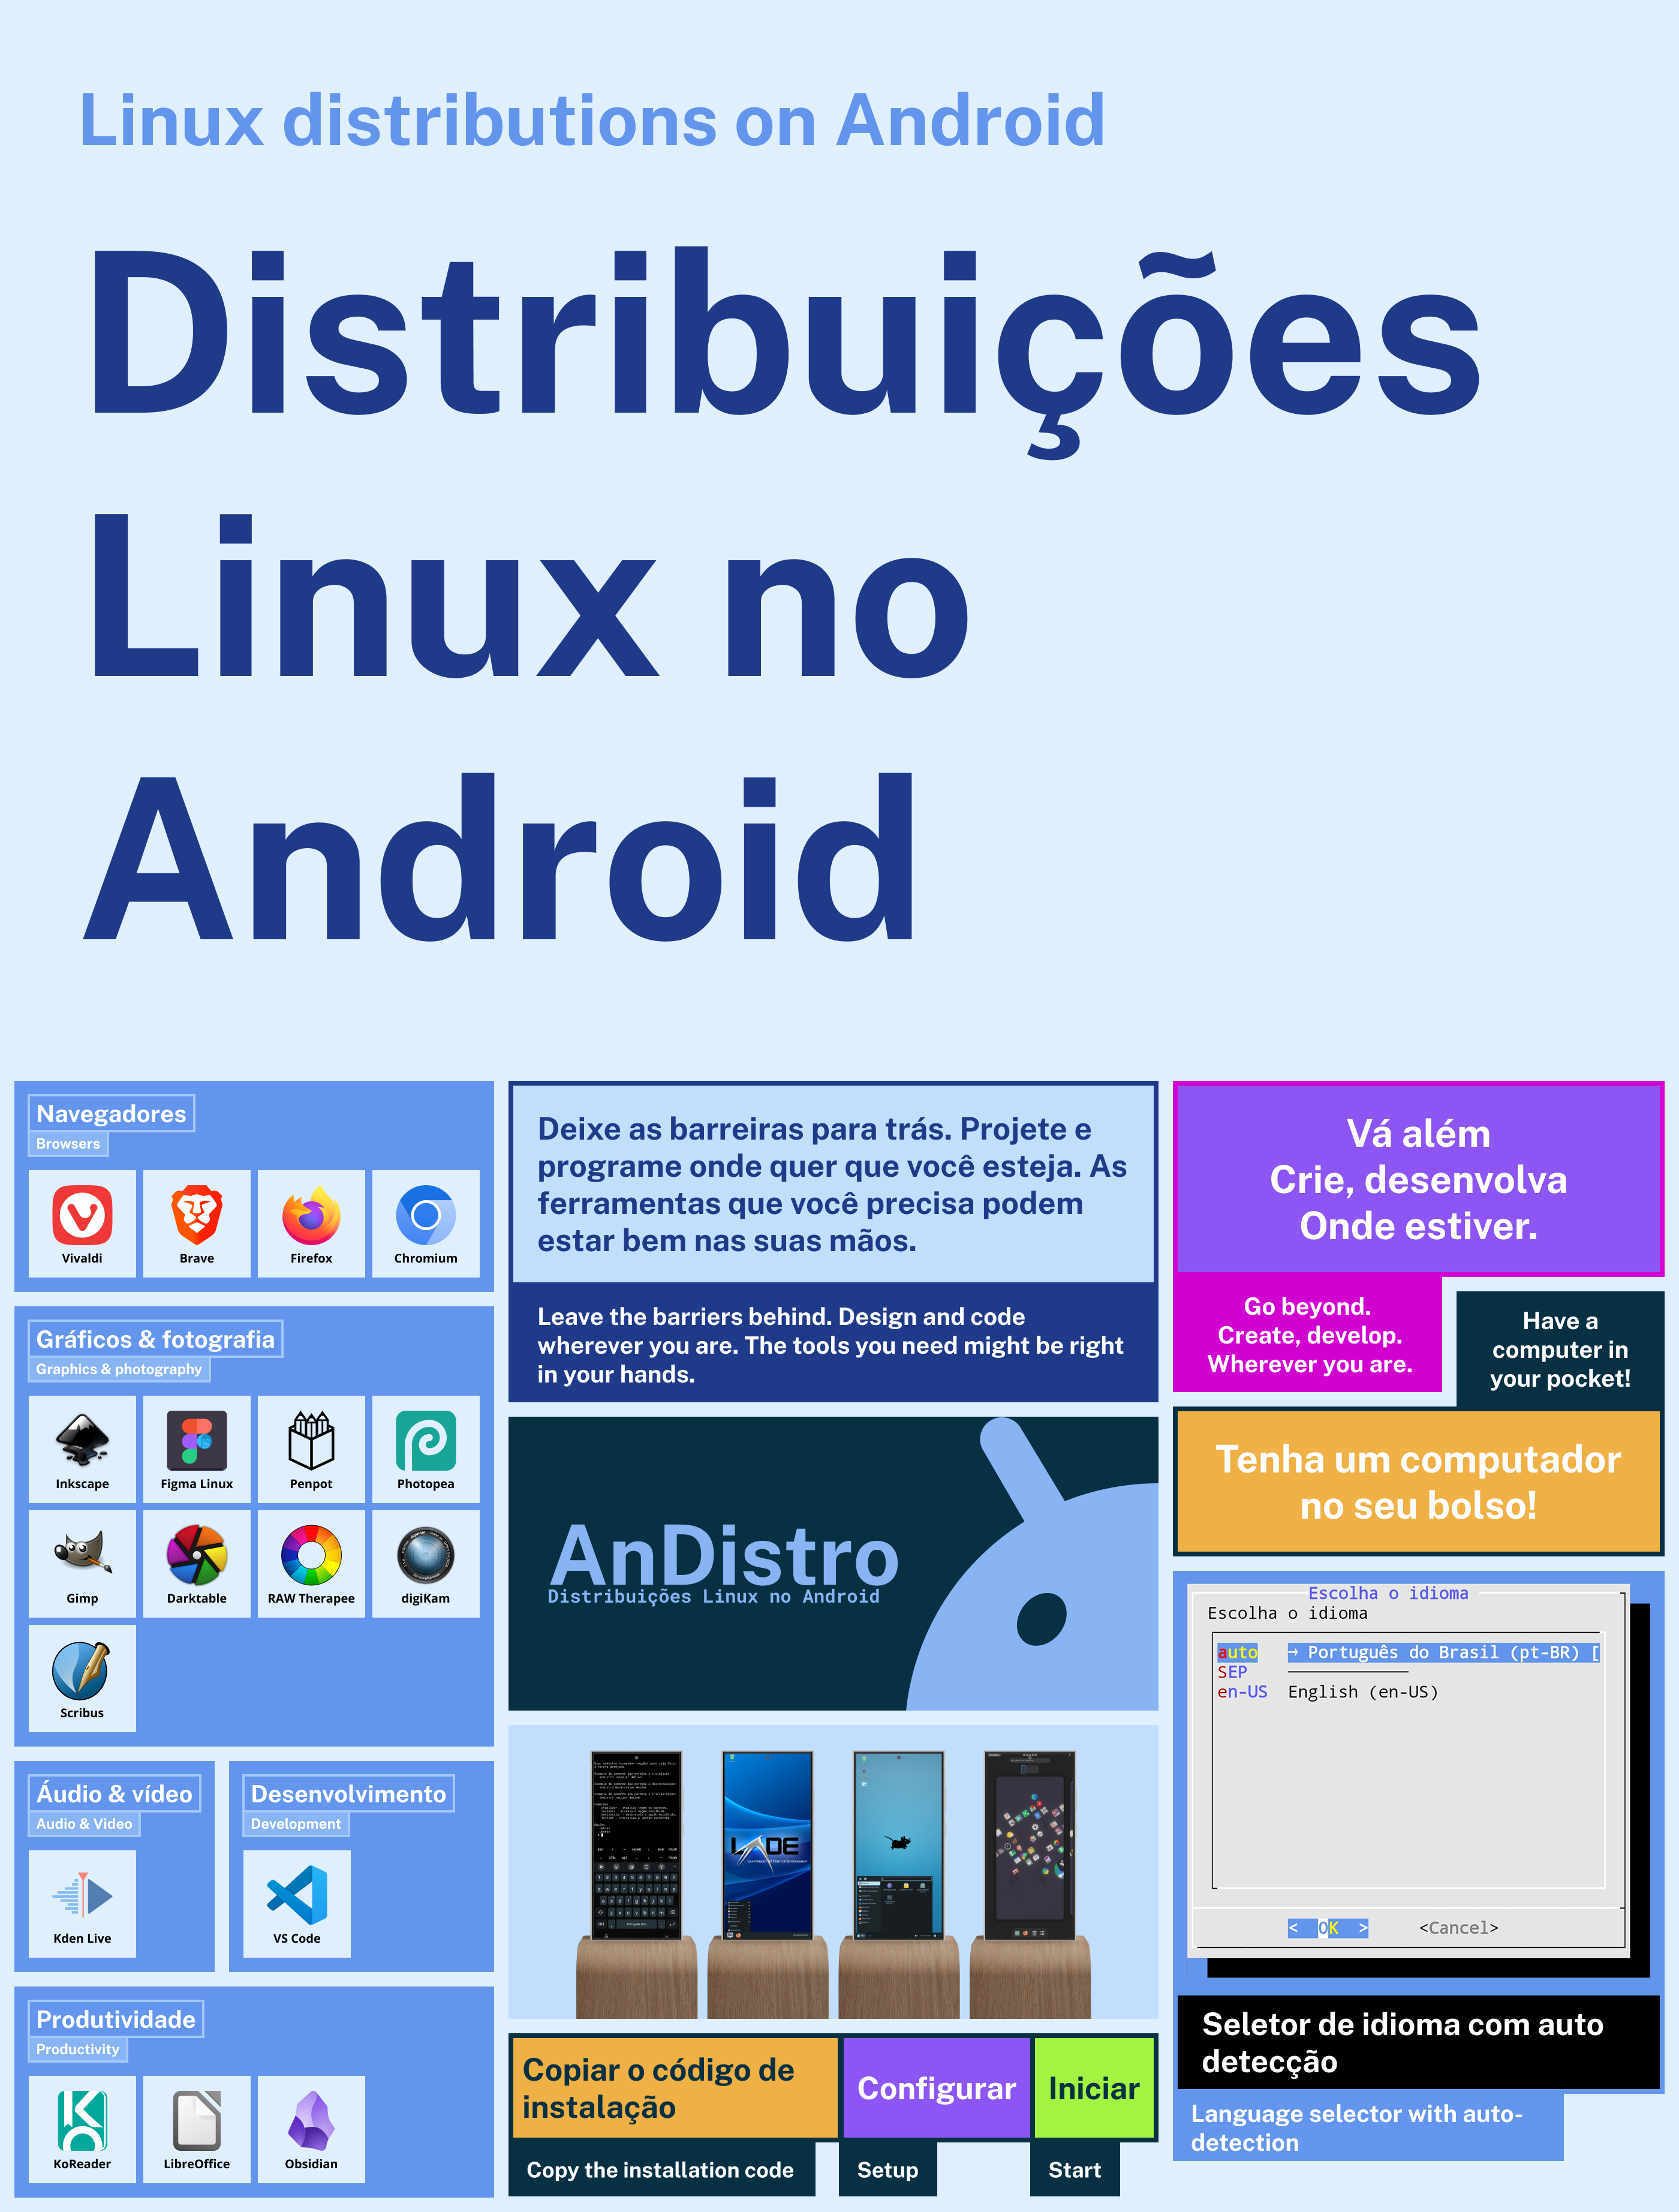 Linux distributions on Android
Distribuições
Linux no
Android
Navegadores
Browsers
Vivaldi
Brave
Firefox
Chromium
Gráficos & fotografia
Graphics & photography
Inkscape
Figma Linux
Penpot
Photopea
Gimp
Darktable
RAW Therapee
digiKam
Scribus
Áudio & vídeo
Audio & Video
Kden Live
Desenvolvimento
Development
VS Code
Produtividade
Productivity
KoReader
LibreOffice
Obsidian
Deixe as barreiras para trás. Projete e
programe onde quer que você esteja. As
ferramentas que você precisa podem
estar bem nas suas mãos.
Leave the barriers behind. Design and code
wherever you are. The tools you need might be right
in your hands.
AnDistro
Distribuições Linux no Android
Copiar o código de
instalação
Copy the installation code
Configurar
Setup
Iniciar
Start
Vá além
Crie, desenvolva
Onde estiver.
Go beyond.
Create, develop.
Wherever you are.
Have a
computer in
your pocket!
Tenha um computador
no seu bolso!
Escolha o idioma
Escolha o idioma
auto → Português do Brasil (pt-BR) [
SEP
en-US English (en-US)
< OK > <Cancel>
Seletor de idioma com auto
detecção
Language selector with auto-
detection